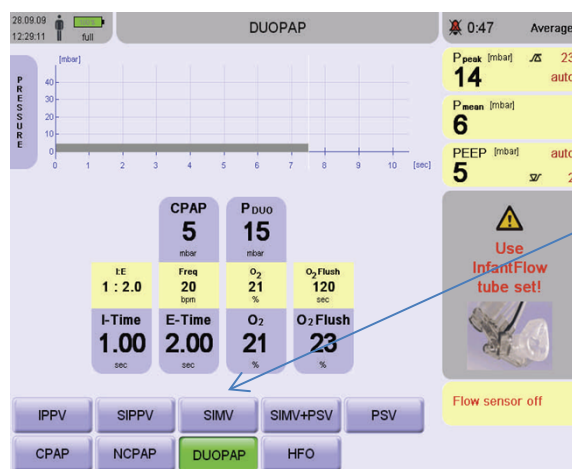 28.09.09
12:29:11
full
DUOPAP
0:47
Average
PRESSURE
[mbar]
40
30
20
10
0
0 1 2 3 4 5 6 7 8 9 10 [sec]
Ppeak [mbar] 23
14 auto
Pmean [mbar]
6
PEEP [mbar] auto
5 2
Use
InfantFlow
tube set!
Flow sensor off
CPAP
5
mbar
PDUO
15
mbar
I:E
1 : 2.0
Freq
20
bpm
O2
21
%
O2 Flush
120
sec
I-Time
1.00
sec
E-Time
2.00
sec
O2
21
%
O2 Flush
23
%
IPPV SIPPV SIMV SIMV+PSV PSV
CPAP NCPAP DUOPAP HFO